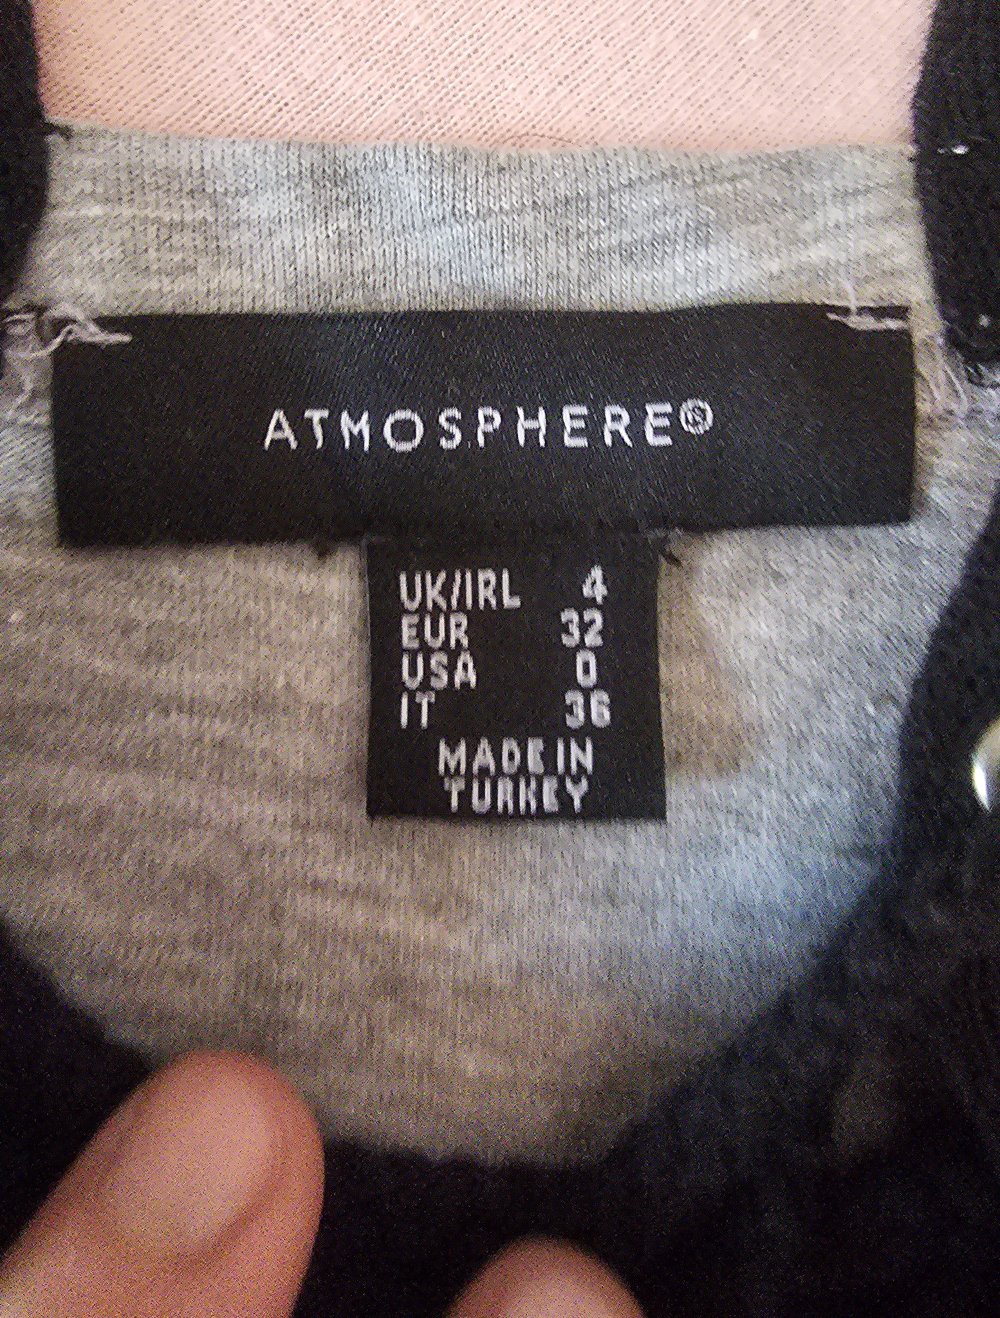 ATMOSPHERE®
UK/IRL 4
EUR 32
USA 0
IT 36
MADE IN
TURKEY